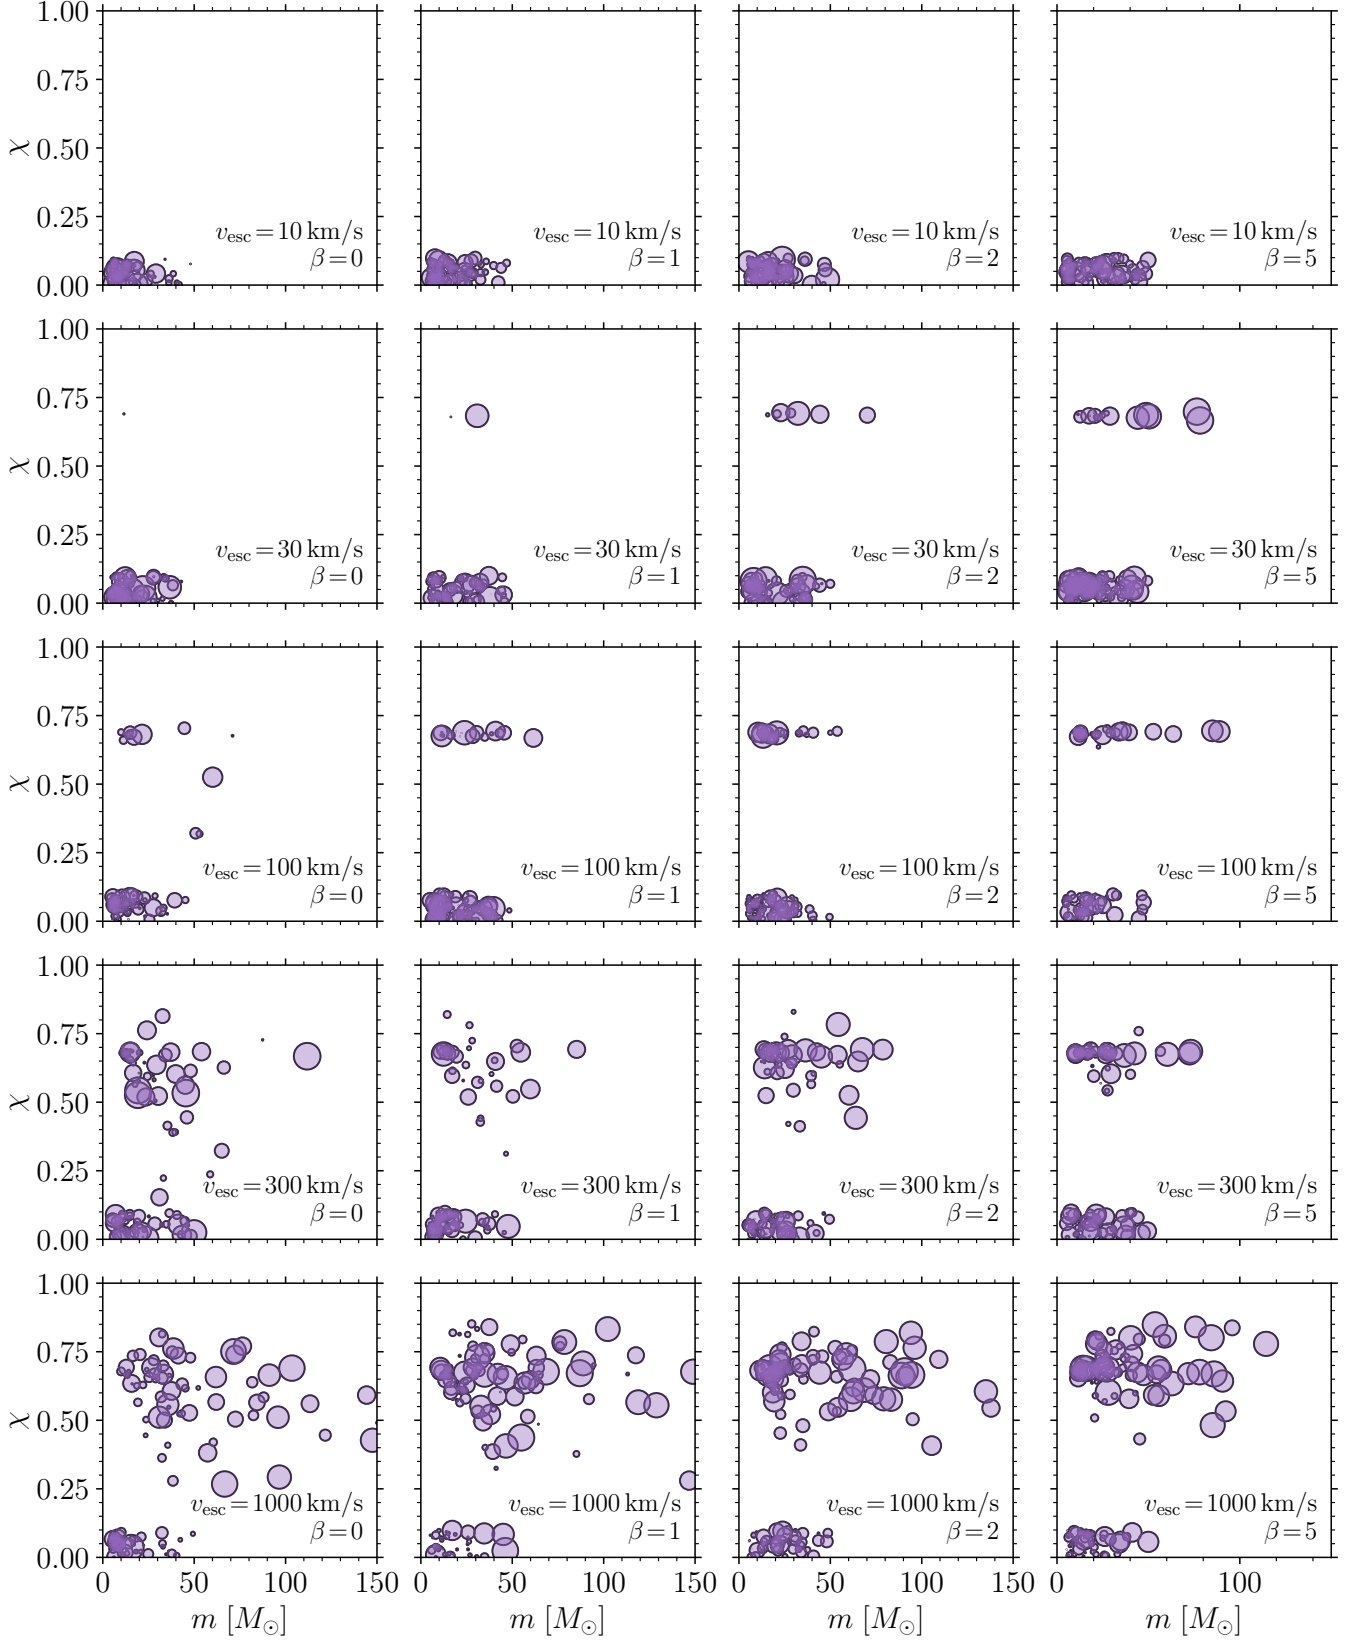 1.00
0.75
0.50
0.25
0.00
χ
v_esc = 10 km/s
β = 0
v_esc = 10 km/s
β = 1
v_esc = 10 km/s
β = 2
v_esc = 10 km/s
β = 5
1.00
0.75
0.50
0.25
0.00
χ
v_esc = 30 km/s
β = 0
v_esc = 30 km/s
β = 1
v_esc = 30 km/s
β = 2
v_esc = 30 km/s
β = 5
1.00
0.75
0.50
0.25
0.00
χ
v_esc = 100 km/s
β = 0
v_esc = 100 km/s
β = 1
v_esc = 100 km/s
β = 2
v_esc = 100 km/s
β = 5
1.00
0.75
0.50
0.25
0.00
χ
v_esc = 300 km/s
β = 0
v_esc = 300 km/s
β = 1
v_esc = 300 km/s
β = 2
v_esc = 300 km/s
β = 5
1.00
0.75
0.50
0.25
0.00
χ
v_esc = 1000 km/s
β = 0
v_esc = 1000 km/s
β = 1
v_esc = 1000 km/s
β = 2
v_esc = 1000 km/s
β = 5
0 50 100 150
0 50 100 150
0 50 100 150
0 100
m [M⊙]
m [M⊙]
m [M⊙]
m [M⊙]